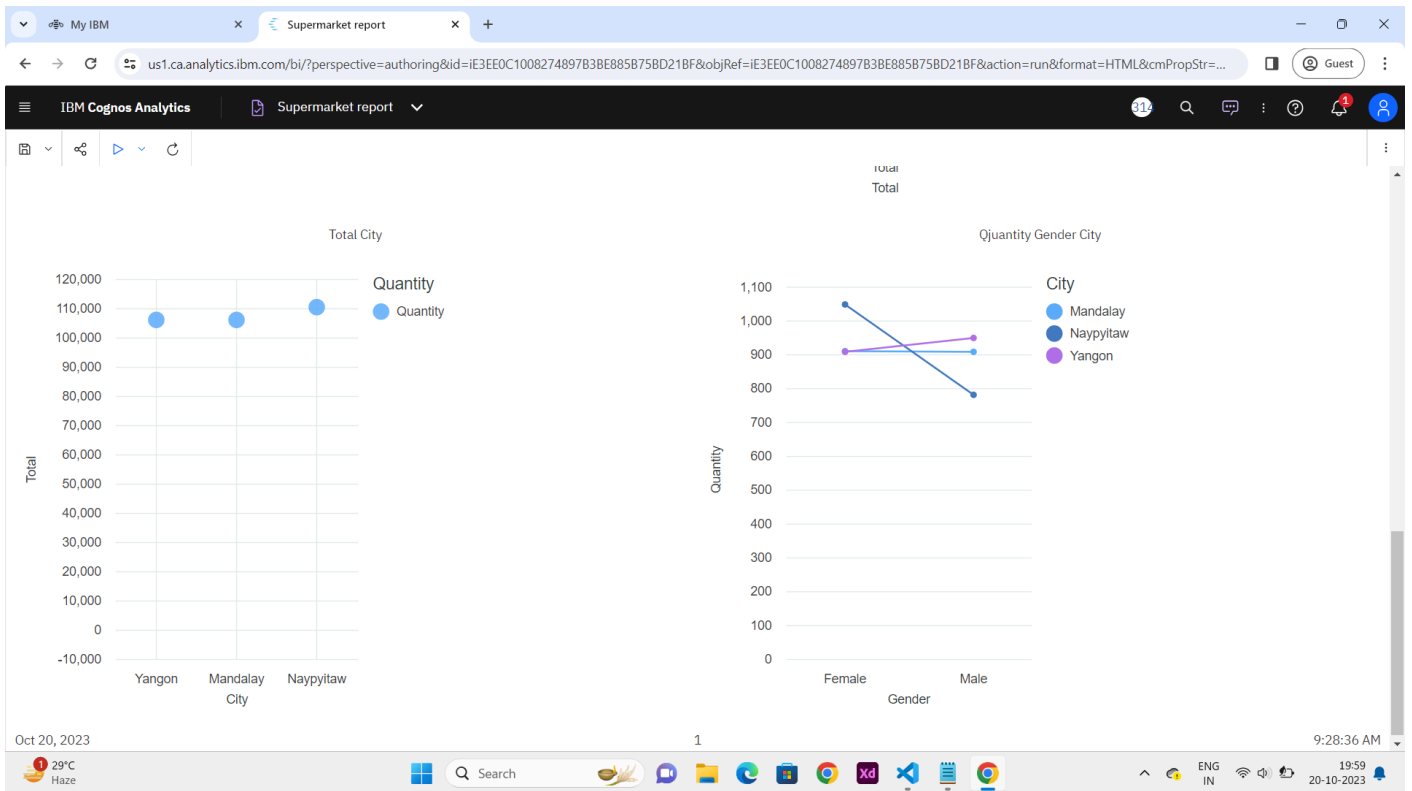 My IBM
Supermarket report
us1.ca.analytics.ibm.com/bi/?perspective=authoring&id=iE3EE0C1008274897B3BE885B75BD21BF&objRef=iE3EE0C1008274897B3BE885B75BD21BF&action=run&format=HTML&cmPropStr=...
Guest
IBM Cognos Analytics
Supermarket report
314
1
Total
Total
Total City
120,000
110,000
100,000
90,000
80,000
70,000
60,000
50,000
40,000
30,000
20,000
10,000
0
-10,000
Total
Yangon Mandalay Naypyitaw
City
Quantity
Quantity
Qjuantity Gender City
1,100
1,000
900
800
700
600
500
400
300
200
100
0
Quantity
Female Male
Gender
City
Mandalay
Naypyitaw
Yangon
Oct 20, 2023 1 9:28:36 AM
1
29°C
Haze
Search
Xd
ENG
IN
19:59
20-10-2023